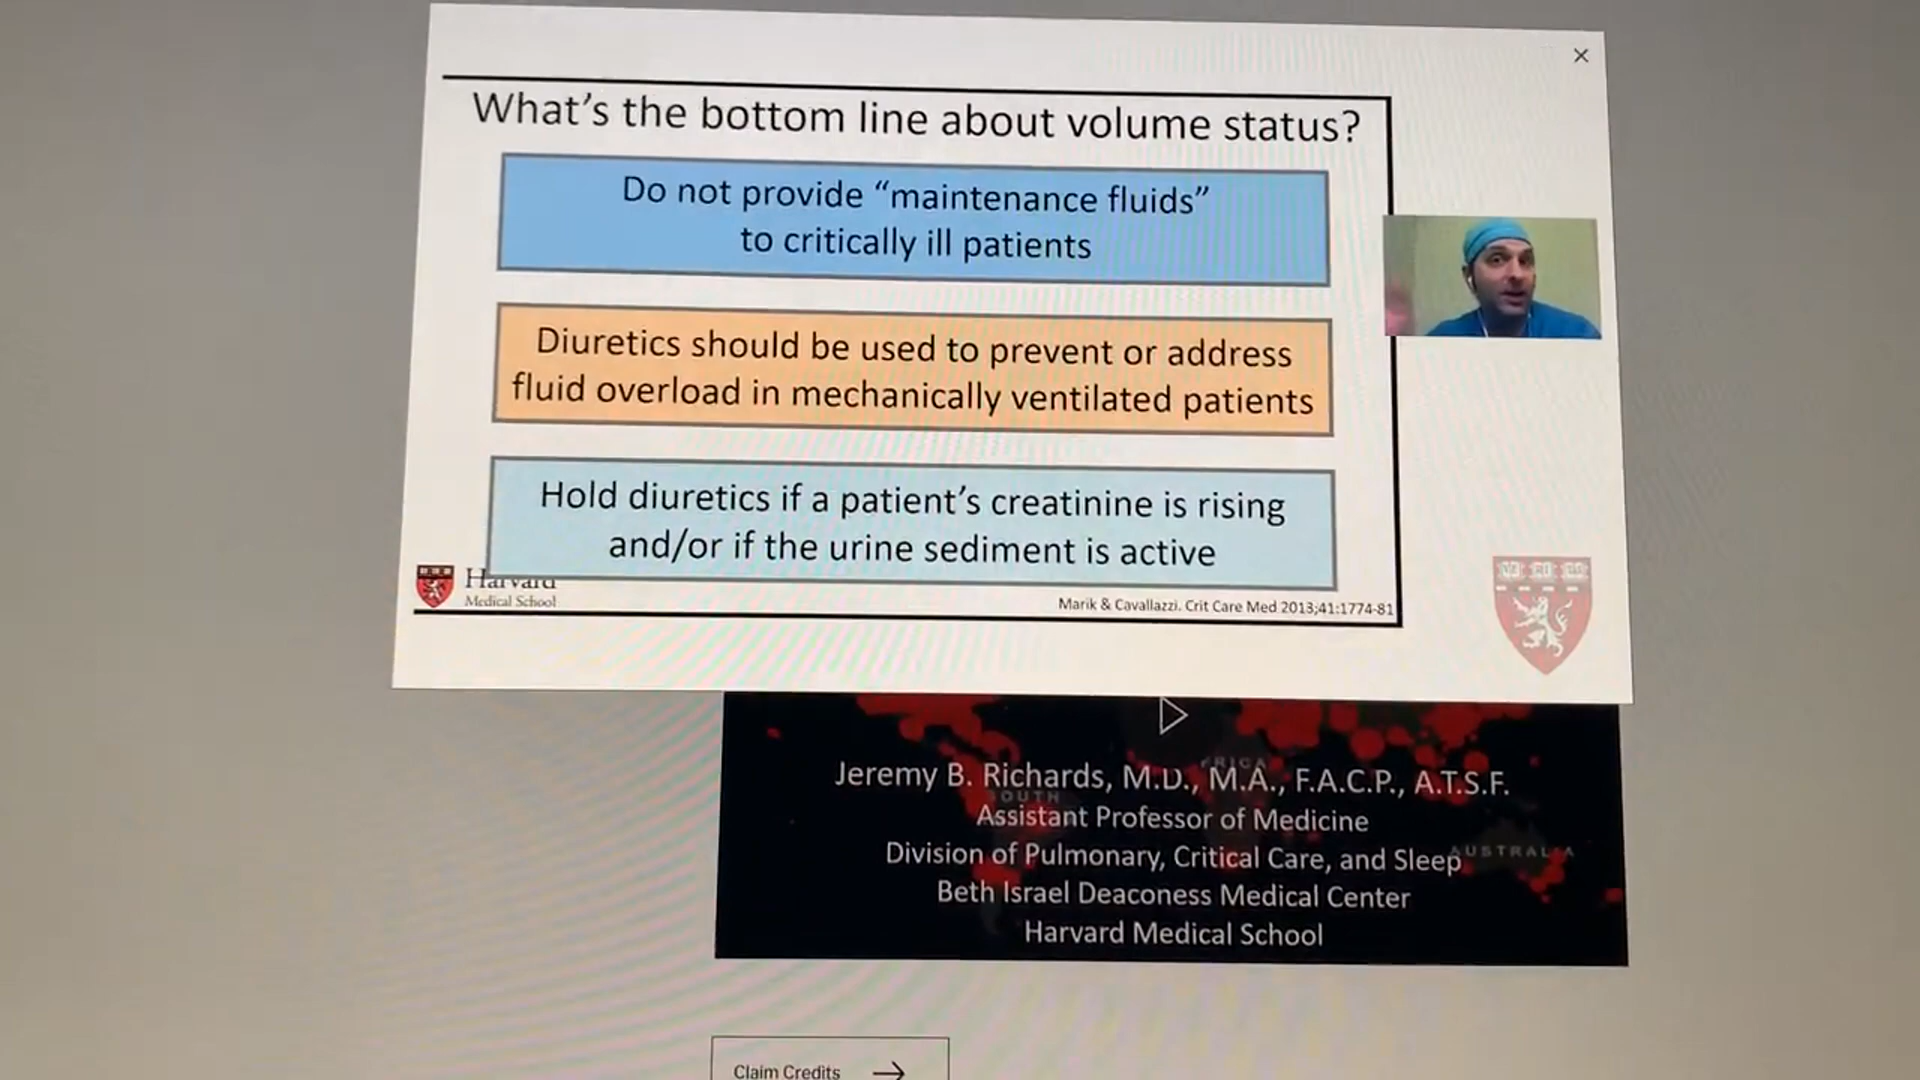 What's the bottom line about volume status?
Do not provide “maintenance fluids”
to critically ill patients
Diuretics should be used to prevent or address
fluid overload in mechanically ventilated patients
Hold diuretics if a patient's creatinine is rising
and/or if the urine sediment is active
Harvard
Medical School
Marik & Cavallazzi. Crit Care Med 2013;41:1774-81
VE RI TAS
Jeremy B. Richards, M.D., M.A., F.A.C.P., A.T.S.F.
Assistant Professor of Medicine
Division of Pulmonary, Critical Care, and Sleep
AUSTRALIA
Beth Israel Deaconess Medical Center
Harvard Medical School
Claim Credits